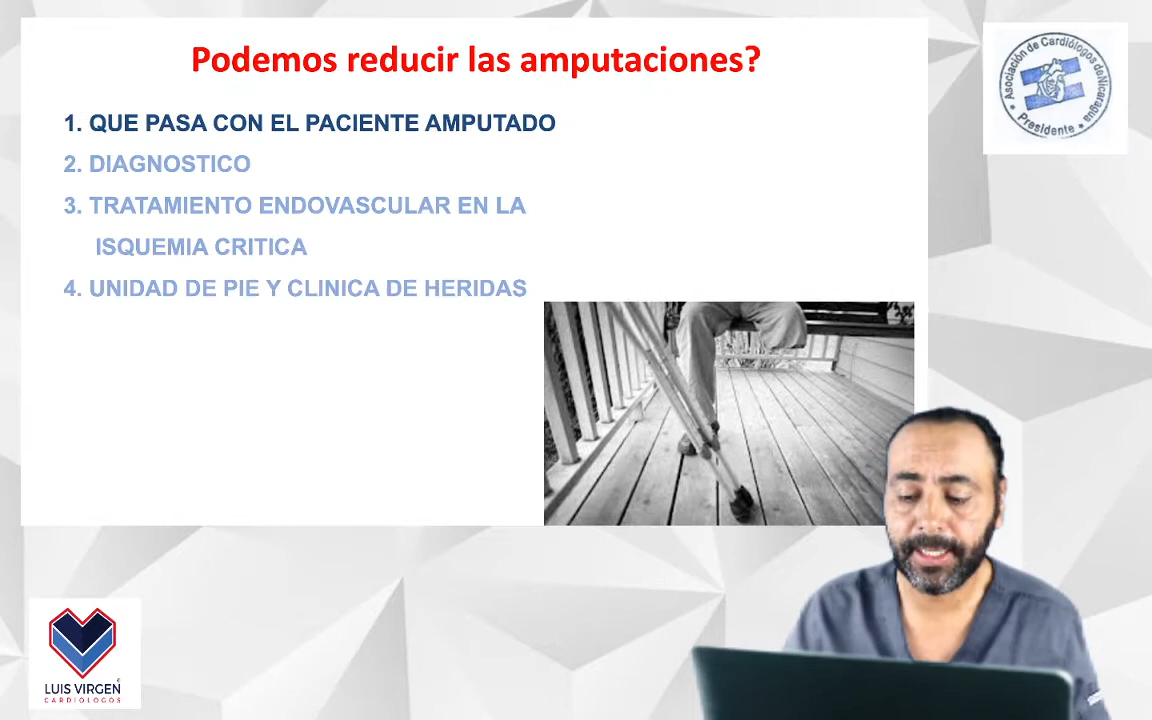 Podemos reducir las amputaciones?
1. QUE PASA CON EL PACIENTE AMPUTADO
2. DIAGNOSTICO
3. TRATAMIENTO ENDOVASCULAR EN LA
ISQUEMIA CRITICA
4. UNIDAD DE PIE Y CLINICA DE HERIDAS
Asociación de Cardiólogos de Nicaragua
Presidente
LUIS VIRGEN
CARDIOLOGOS